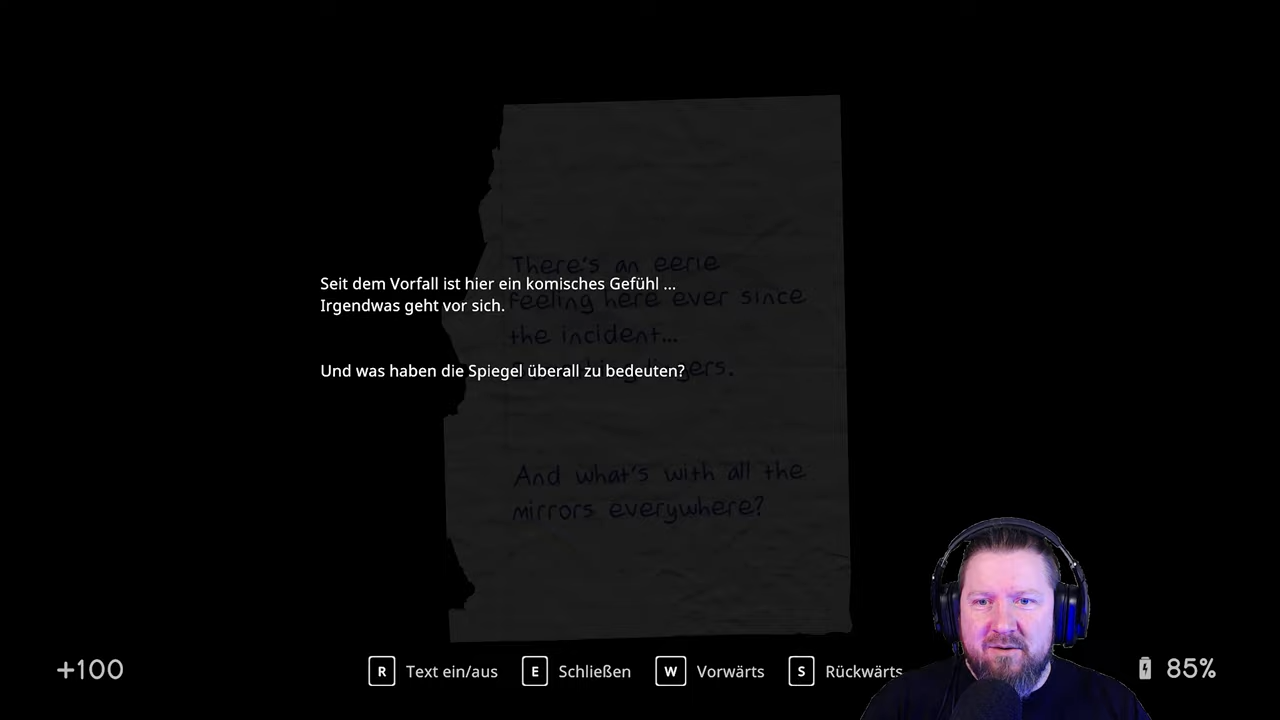 There's an eerie
Seit dem Vorfall ist hier ein komisches Gefühl ...
feeling here ever since
Irgendwas geht vor sich.
the incident...
Und was haben die Spiegel überall zu bedeuten?
And what's with all the
mirrors everywhere?
+100
R Text ein/aus E Schließen W Vorwärts S Rückwärts
85%